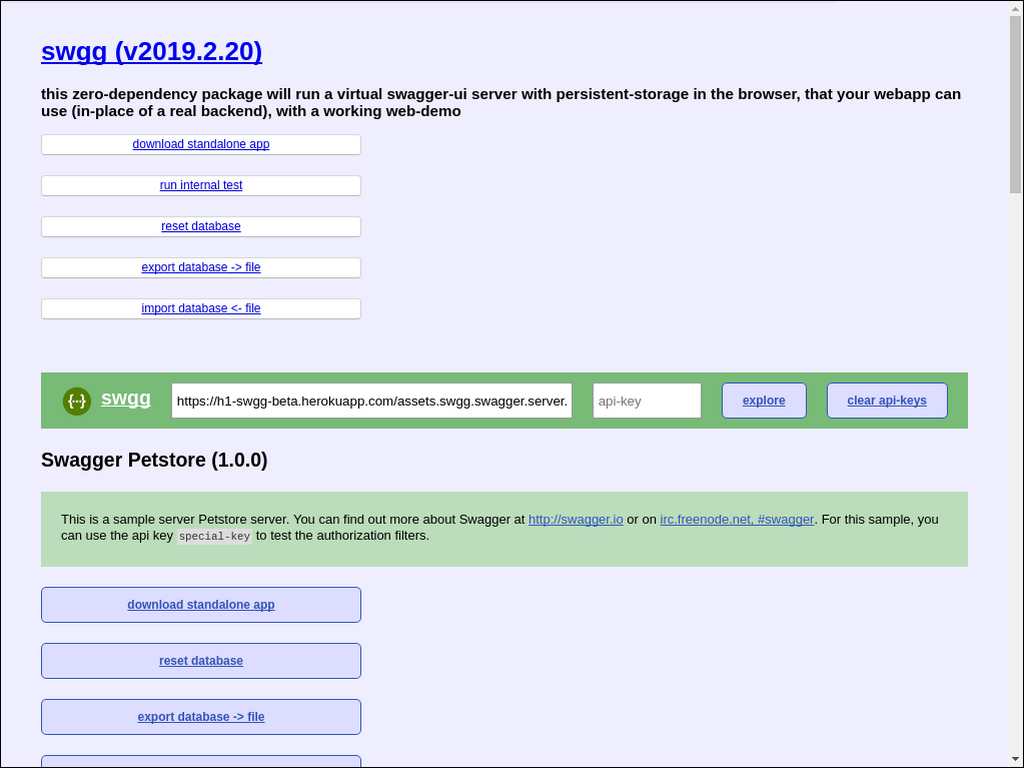 swgg (v2019.2.20)
this zero-dependency package will run a virtual swagger-ui server with persistent-storage in the browser, that your webapp can
use (in-place of a real backend), with a working web-demo
download standalone app
run internal test
reset database
export database -> file
import database <- file
{···} swgg https://h1-swgg-beta.herokuapp.com/assets.swgg.swagger.server. api-key explore clear api-keys
Swagger Petstore (1.0.0)
This is a sample server Petstore server. You can find out more about Swagger at http://swagger.io or on irc.freenode.net, #swagger. For this sample, you
can use the api key special-key to test the authorization filters.
download standalone app
reset database
export database -> file